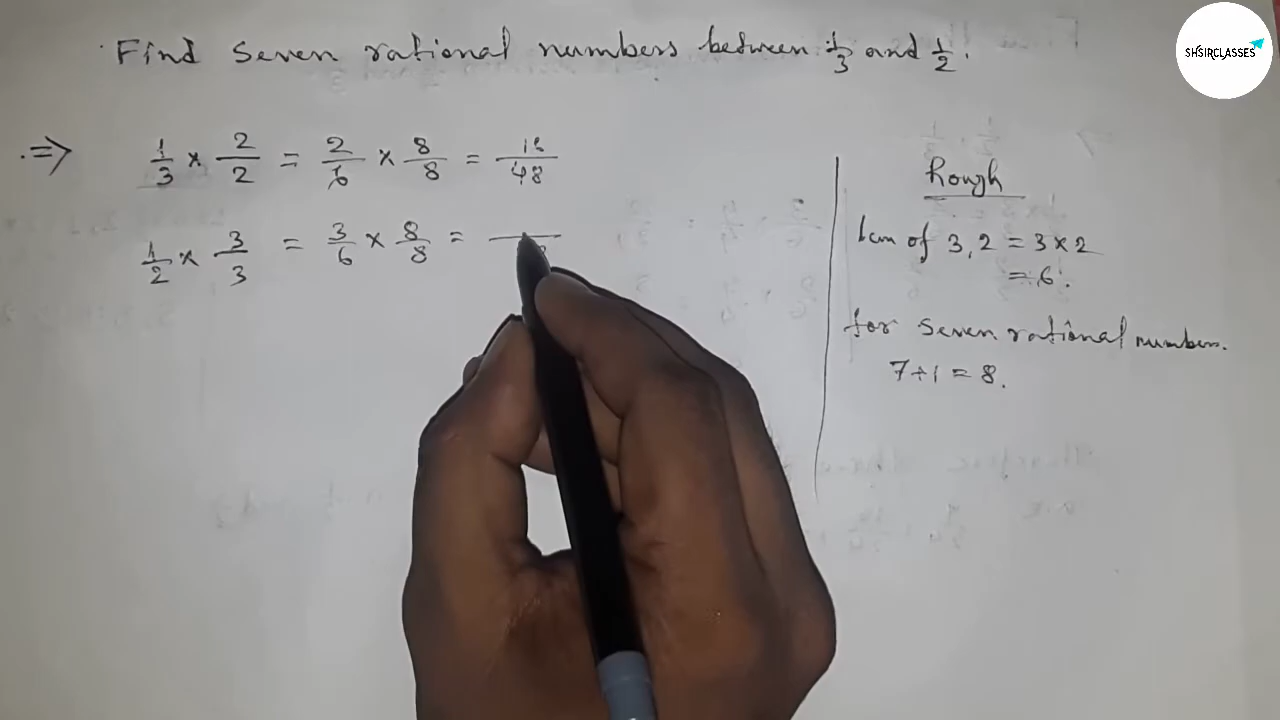 Find seven rational numbers between 1/3 and 1/2.
SHSIRCLASSES
⇒ 1/3 × 2/2 = 2/6 × 8/8 = 16/48
1/2 × 3/3 = 3/6 × 8/8 =
Rough
lcm of 3, 2 = 3 × 2
= 6.
for seven rational numbers.
7+1 = 8.